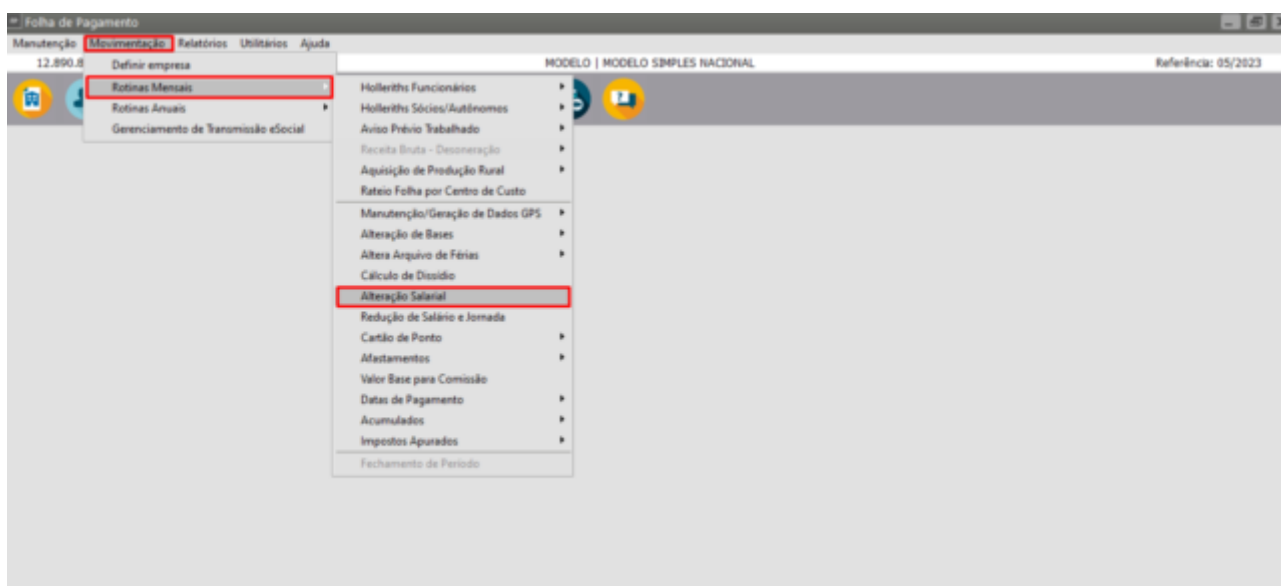 Folha de Pagamento
Manutenção Movimentação Relatórios Utilitários Ajuda
12.890.8 MODELO | MODELO SIMPLES NACIONAL Referência: 05/2023
Definir empresa
Rotinas Mensais
Rotinas Anuais
Gerenciamento de Transmissão eSocial
Holleriths Funcionários
Holleriths Sócios/Autônomos
Aviso Prévio Trabalhado
Receita Bruta - Desoneração
Aquisição de Produção Rural
Rateio Folha por Centro de Custo
Manutenção/Geração de Dados GPS
Alteração de Bases
Altera Arquivo de Férias
Cálculo de Dissídio
Alteração Salarial
Redução de Salário e Jornada
Cartão de Ponto
Afastamentos
Valor Base para Comissão
Datas de Pagamento
Acumulados
Impostos Apurados
Fechamento de Período